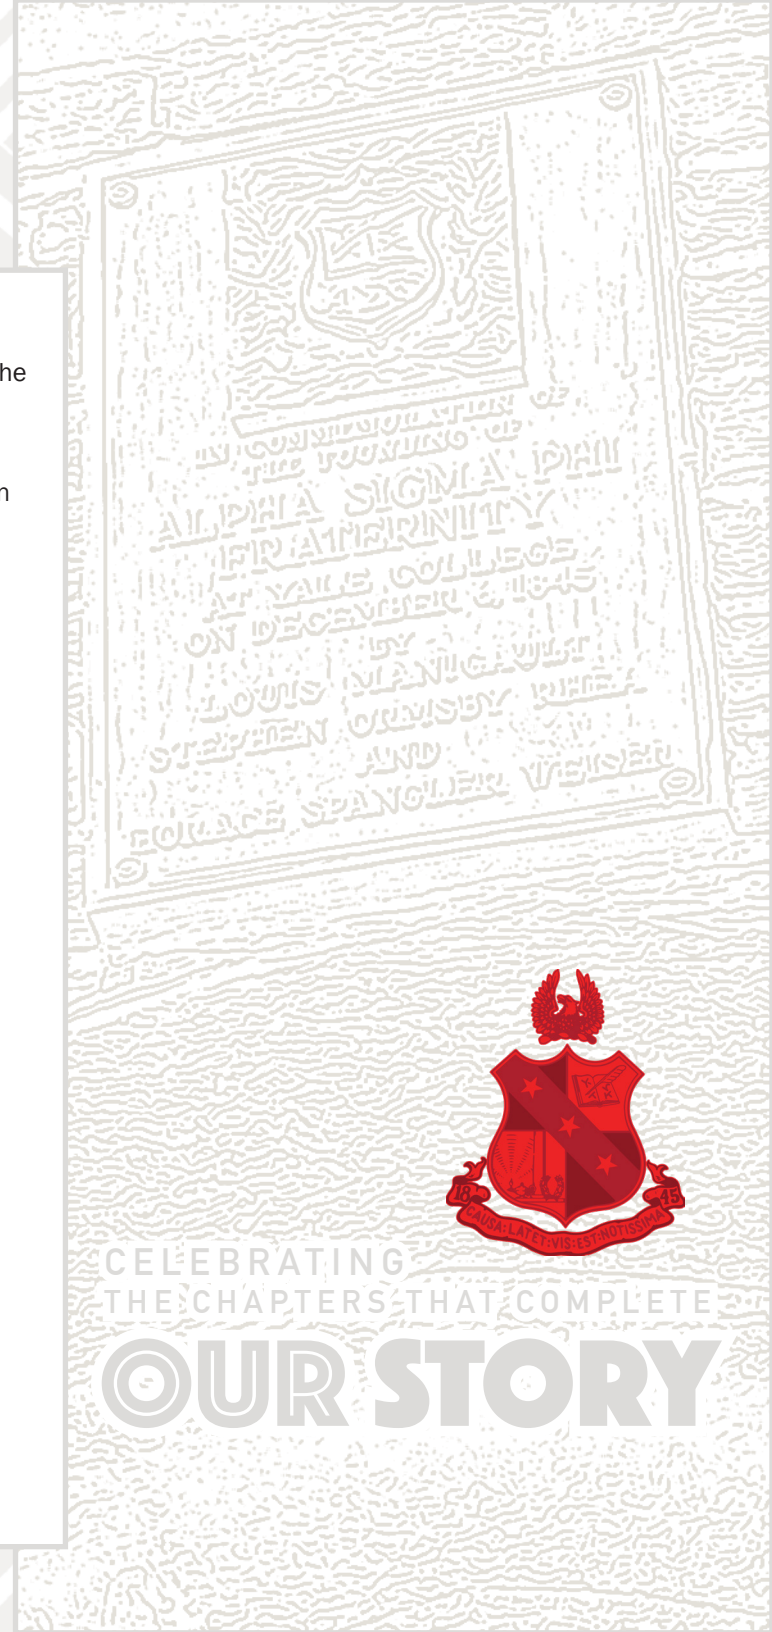 he
n
IN COMMEMORATION OF
THE FOUNDING OF
ALPHA SIGMA PHI
FRATERNITY
AT YALE COLLEGE
ON DECEMBER 6, 1845
BY
LOUIS MANIGAULT
STEPHEN ORMSBY RHEE
AND
HORACE SPANGLER WEISER
18 45
CAUSA:LATET:VIS:EST:NOTISSIMA
CELEBRATING
THE CHAPTERS THAT COMPLETE
OUR STORY